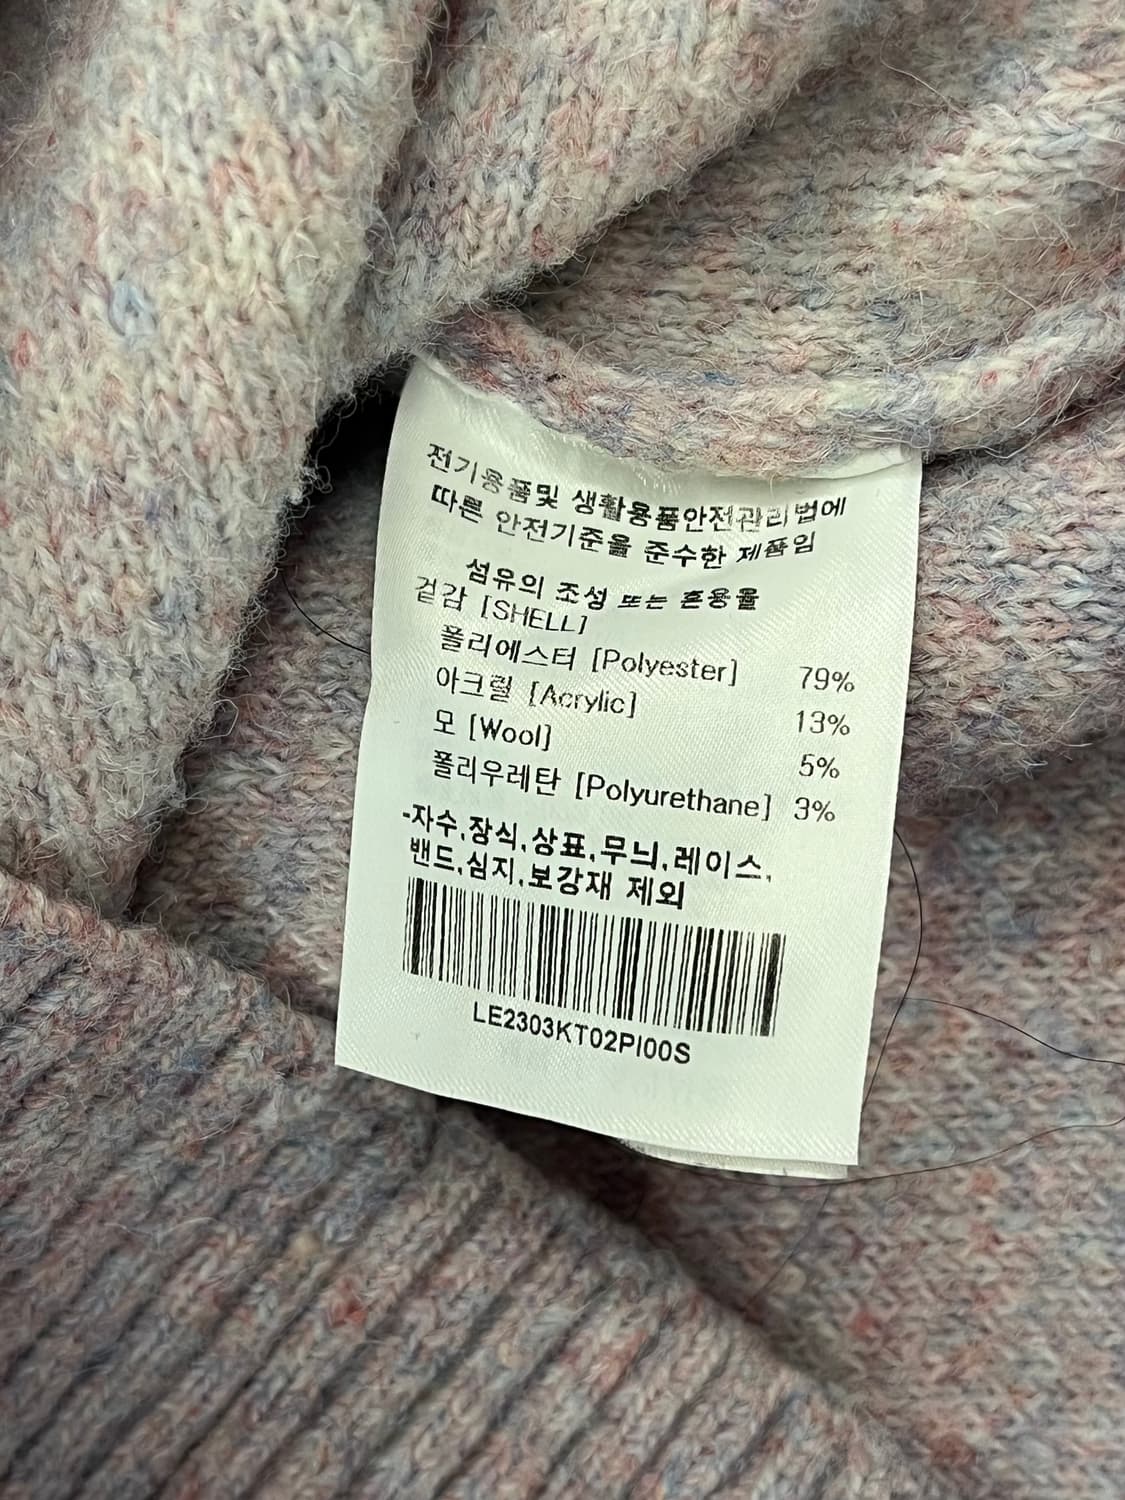 전기용품및 생활용품안전관리법에
따른 안전기준을 준수한 제품임
섬유의 조성 또는 혼용율
겉감 [SHELL]
폴리에스터 [Polyester] 79%
아크릴 [Acrylic] 13%
모 [Wool] 5%
폴리우레탄 [Polyurethane] 3%
-자수,장식,상표,무늬,레이스,
밴드,심지,보강재 제외
LE2303KT02PI00S